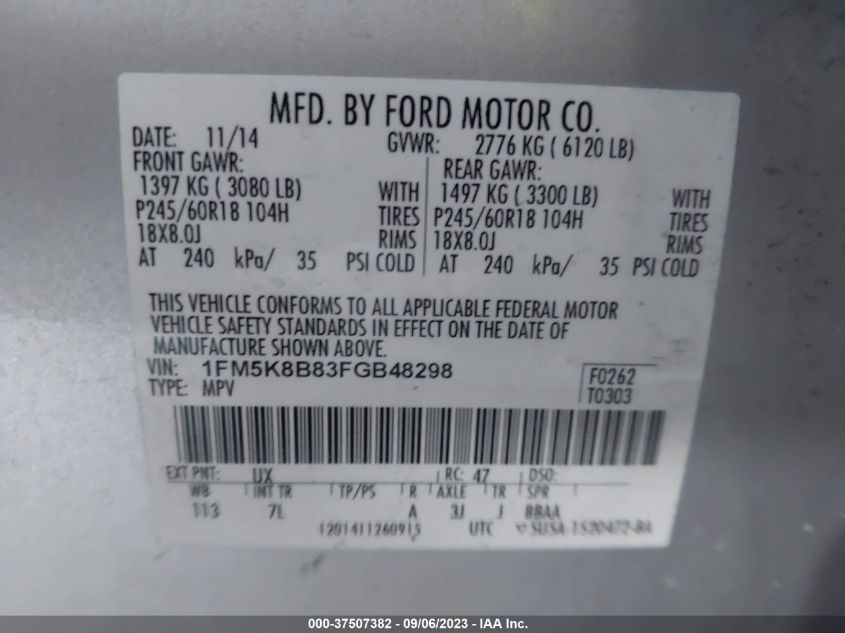 MFD. BY FORD MOTOR CO.
DATE: 11/14 GVWR: 2776 KG ( 6120 LB)
FRONT GAWR: REAR GAWR:
1397 KG ( 3080 LB) WITH 1497 KG ( 3300 LB) WITH
P245/60R18 104H TIRES P245/60R18 104H TIRES
18X8.0J RIMS 18X8.0J RIMS
AT 240 kPa/ 35 PSI COLD AT 240 kPa/ 35 PSI COLD
THIS VEHICLE CONFORMS TO ALL APPLICABLE FEDERAL MOTOR
VEHICLE SAFETY STANDARDS IN EFFECT ON THE DATE OF
MANUFACTURE SHOWN ABOVE.
VIN: 1FM5K8B83FGB48298 F0262
TYPE: MPV T0303
EXT PNT: UX RC: 47 DSO:
WB INT TR TP/PS R AXLE TR SPR
113 7L A 3J J BBAA
1201411260915 UTC
000-37507382 - 09/06/2023 - IAA Inc.